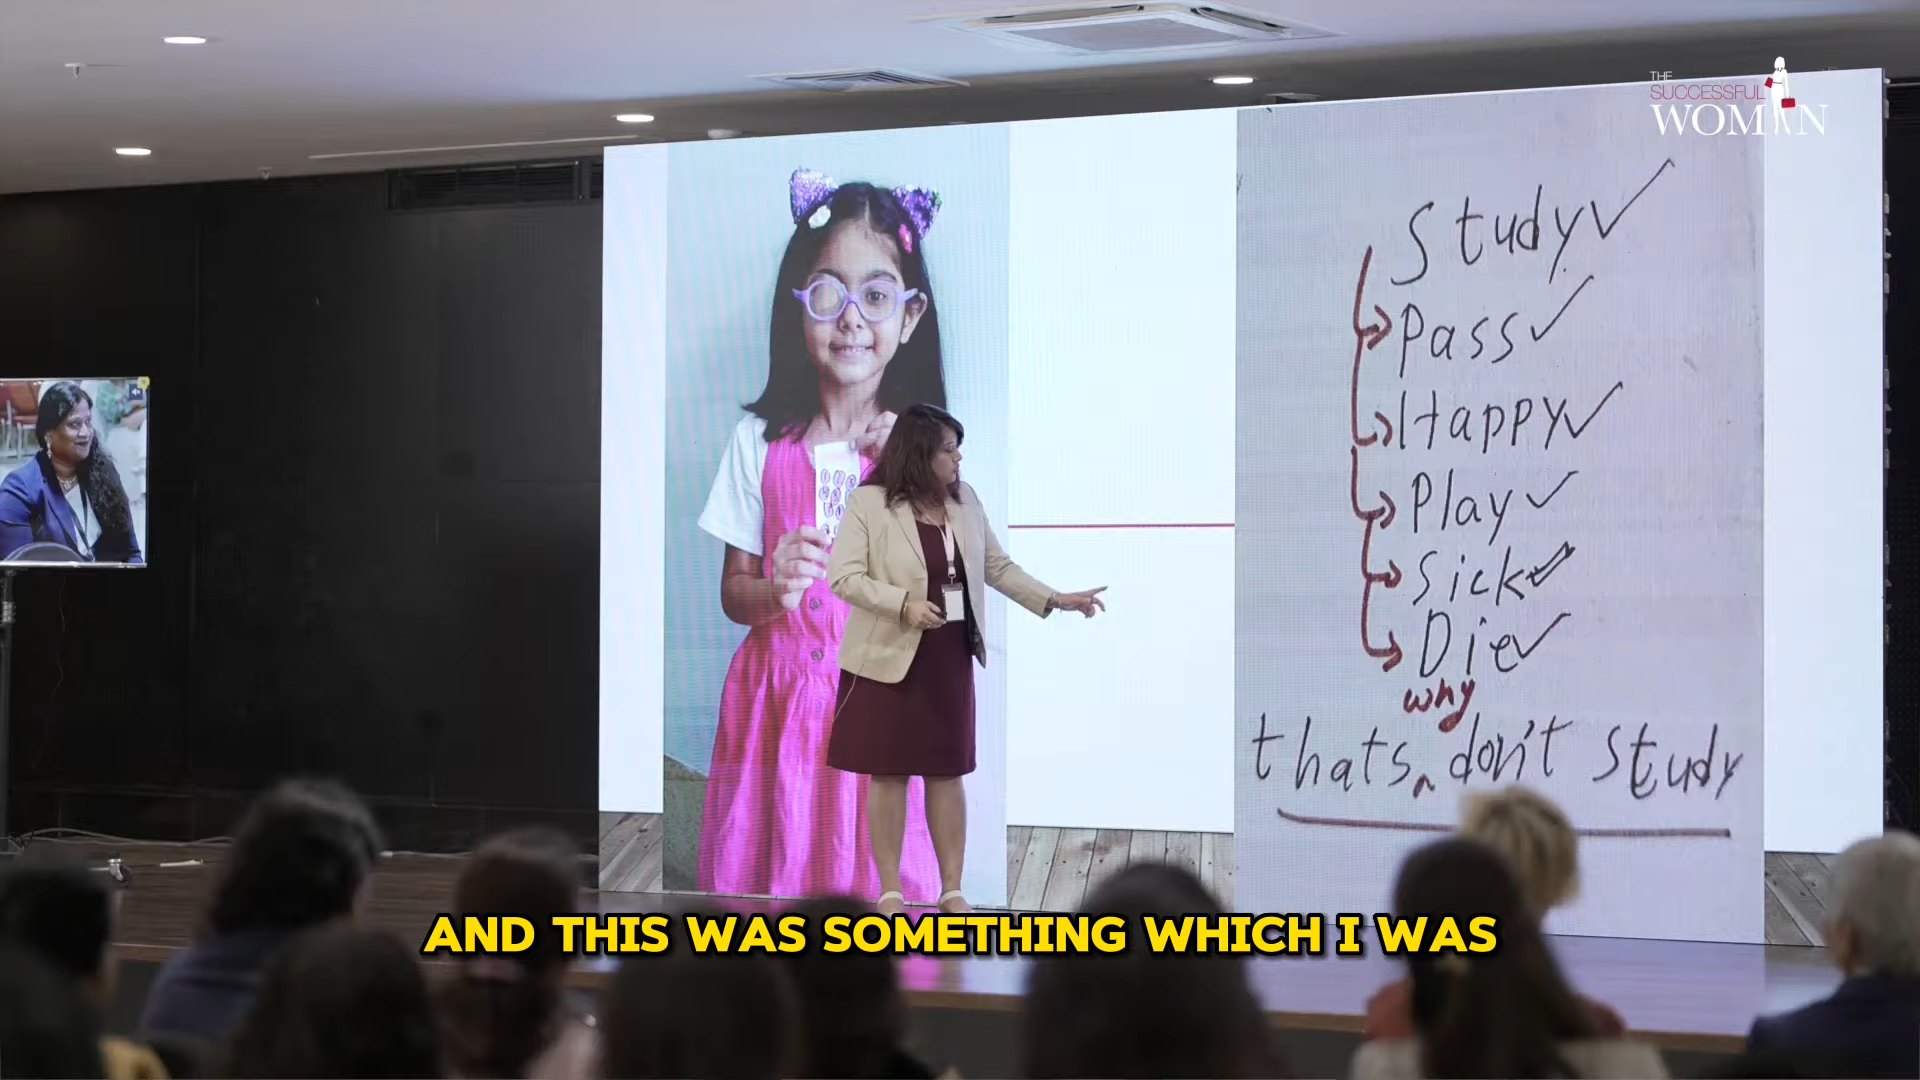 THE
SUCCESSFUL
WOMAN
Study
Pass
Happy
Play
Sick
Die
why
thats don't study
AND THIS WAS SOMETHING WHICH I WAS